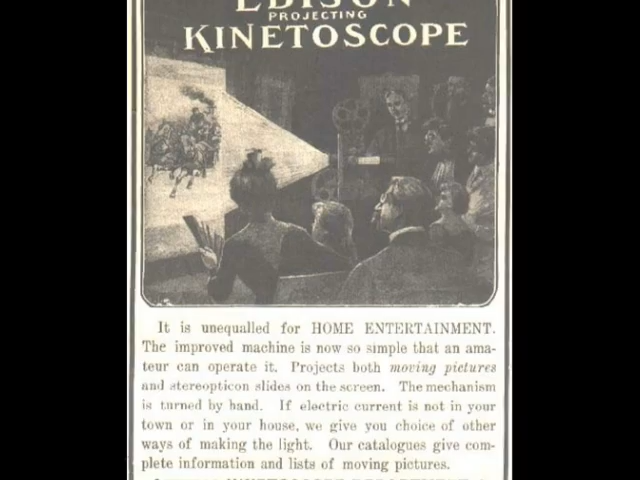 EDISON
PROJECTING
KINETOSCOPE
It is unequalled for HOME ENTERTAINMENT.
The improved machine is now so simple that an ama-
teur can operate it. Projects both moving pictures
and stereopticon slides on the screen. The mechanism
is turned by hand. If electric current is not in your
town or in your house, we give you choice of other
ways of making the light. Our catalogues give com-
plete information and lists of moving pictures.